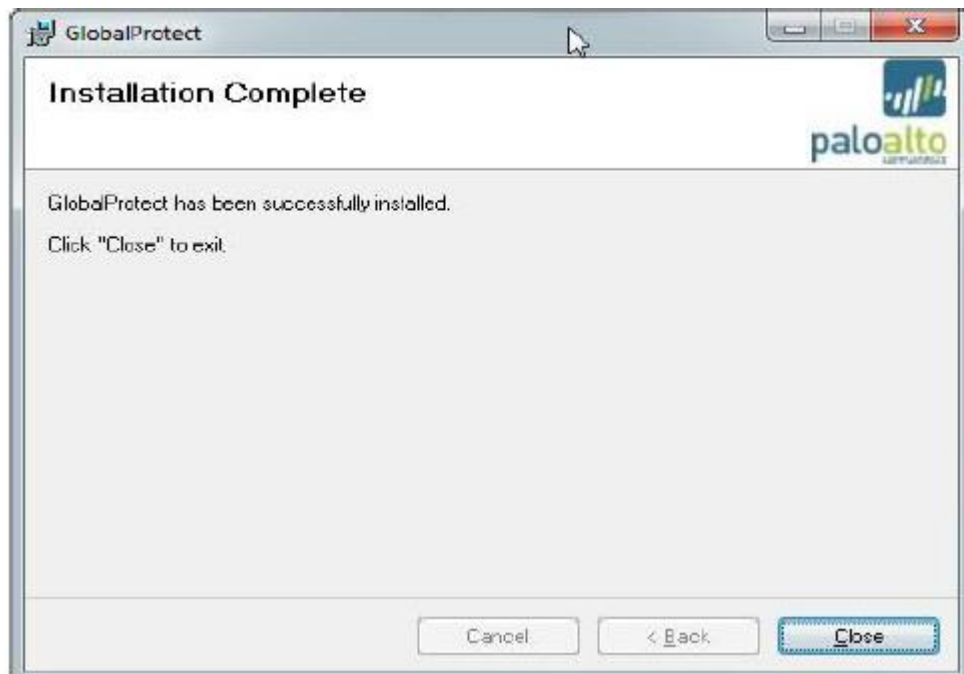 GlobalProtect
Installation Complete
paloalto
GlobalProtect has been successfully installed.
Click "Close" to exit.
Cancel
< Back
Close